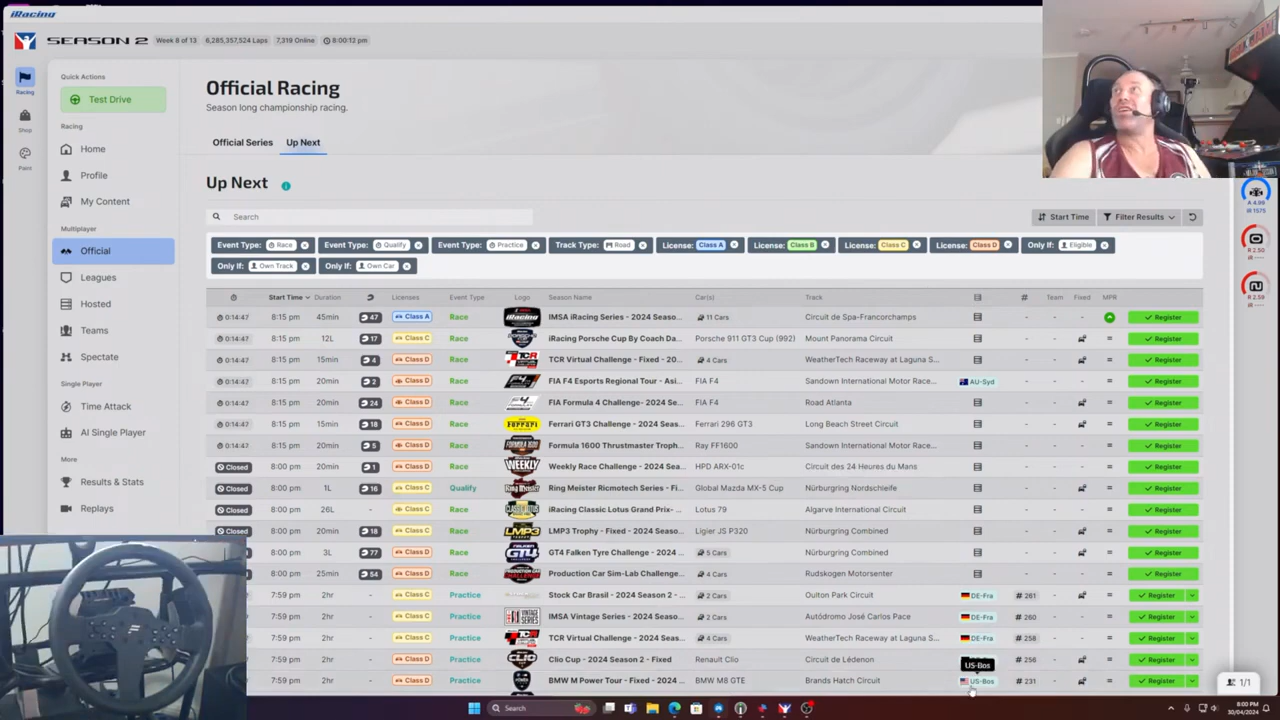 iRacing
SEASON 2 Week 8 of 13 6,285,357,524 Laps 7,319 Online 8:00:12 pm
Racing
Shop
Paint
Quick Actions
Test Drive
Racing
Home
Profile
My Content
Multiplayer
Official
Leagues
Hosted
Teams
Spectate
Single Player
Time Attack
AI Single Player
More
Results & Stats
Replays
Official Racing
Season long championship racing.
Official Series Up Next
Up Next
Search Start Time Filter Results
Event Type: Race Event Type: Qualify Event Type: Practice Track Type: Road License: Class A License: Class B License: Class C License: Class D Only If: Eligible
Only If: Own Track Only If: Own Car
Start Time Duration Licenses Event Type Logo Season Name Car(s) Track # Team Fixed MPR
0:14:47 8:15 pm 45min 47 Class A Race IMSA iRacing Series - 2024 Seaso... 11 Cars Circuit de Spa-Francorchamps - - Register
0:14:47 8:15 pm 12L 17 Class C Race iRacing Porsche Cup By Coach Da... Porsche 911 GT3 Cup (992) Mount Panorama Circuit - - = Register
0:14:47 8:15 pm 15min 4 Class D Race TCR Virtual Challenge - Fixed - 20... 4 Cars WeatherTech Raceway at Laguna S... - - = Register
0:14:47 8:15 pm 20min 2 Class D Race FIA F4 Esports Regional Tour - Asi... FIA F4 Sandown International Motor Race... AU-Syd - - = Register
0:14:47 8:15 pm 20min 24 Class D Race FIA Formula 4 Challenge- 2024 Se... FIA F4 Road Atlanta - - = Register
0:14:47 8:15 pm 15min 18 Class D Race Ferrari GT3 Challenge - 2024 Seas... Ferrari 296 GT3 Long Beach Street Circuit - - = Register
0:14:47 8:15 pm 20min 5 Class D Race Formula 1600 Thrustmaster Troph... Ray FF1600 Sandown International Motor Race... - - = Register
Closed 8:00 pm 20min 1 Class D Race Weekly Race Challenge - 2024 Sea... HPD ARX-01c Circuit des 24 Heures du Mans - - = Register
Closed 8:00 pm 1L 16 Class C Qualify Ring Meister Ricmotech Series - Fi... Global Mazda MX-5 Cup Nürburgring Nordschleife - - = Register
Closed 8:00 pm 26L - Class C Race iRacing Classic Lotus Grand Prix- ... Lotus 79 Algarve International Circuit - - = Register
Closed 8:00 pm 20min 18 Class C Race LMP3 Trophy - Fixed - 2024 Seaso... Ligier JS P320 Nürburgring Combined - - = Register
Closed 8:00 pm 3L 77 Class D Race GT4 Falken Tyre Challenge - 2024 ... 5 Cars Nürburgring Combined - - = Register
Closed 8:00 pm 25min 54 Class D Race Production Car Sim-Lab Challenge... 4 Cars Rudskogen Motorsenter - - = Register
7:59 pm 2hr - Class C Practice Stock Car Brasil - 2024 Season 2 -... 2 Cars Oulton Park Circuit DE-Fra # 261 - = Register
7:59 pm 2hr - Class C Practice IMSA Vintage Series - 2024 Season... 2 Cars Autódromo José Carlos Pace DE-Fra # 260 - = Register
7:59 pm 2hr - Class D Practice TCR Virtual Challenge - Fixed - 20... 4 Cars WeatherTech Raceway at Laguna S... DE-Fra # 258 - = Register
7:59 pm 2hr - Class D Practice Clio Cup - 2024 Season 2 - Fixed Renault Clio Circuit de Lédenon # 256 - = Register
US-Bos
7:59 pm 2hr - Class D Practice BMW M Power Tour - Fixed - 2024 ... BMW M8 GTE Brands Hatch Circuit US-Bos # 231 - = Register
A 4.99
iR 1575
R 2.50
R 2.59
1/1
Search
8:00 PM
30/04/2024